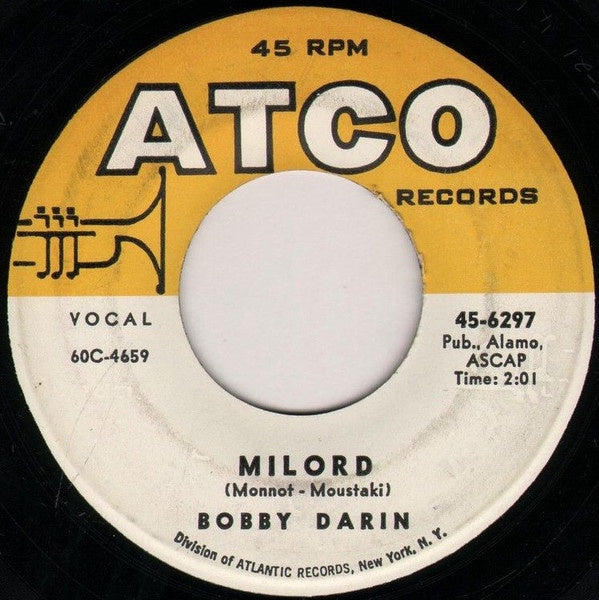 45 RPM
ATCO
RECORDS
VOCAL
60C-4659
45-6297
Pub., Alamo,
ASCAP
Time: 2:01
MILORD
(Monnot - Moustaki)
BOBBY DARIN
Division of ATLANTIC RECORDS, New York, N. Y.